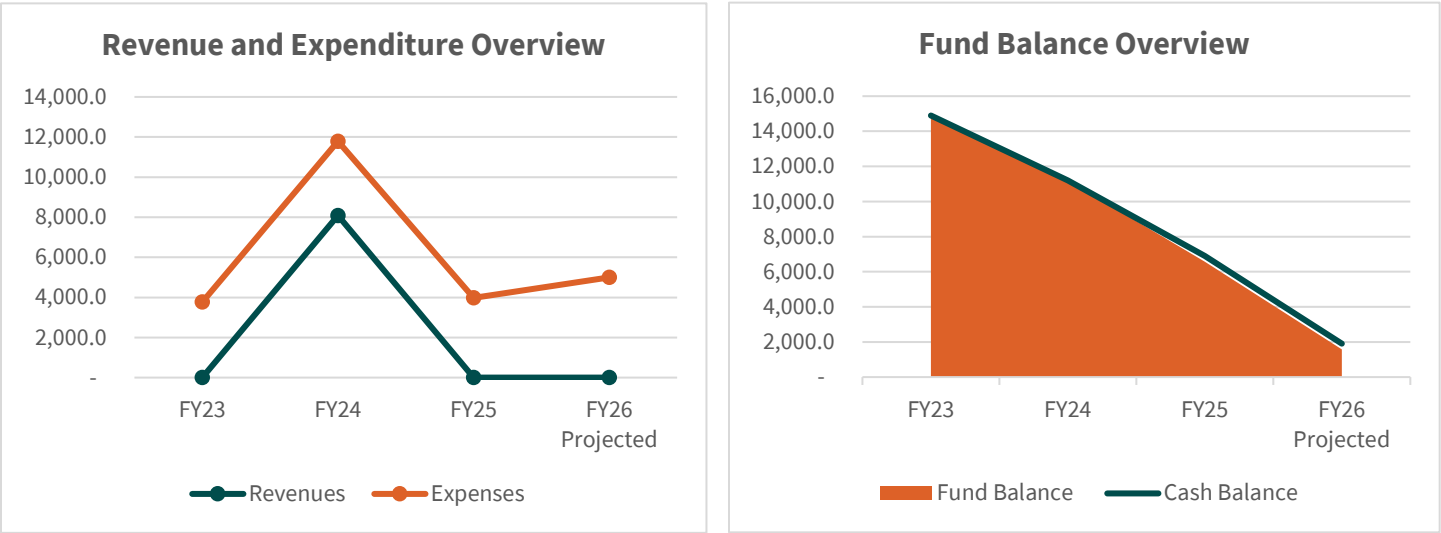 Revenue and Expenditure Overview
14,000.0
12,000.0
10,000.0
8,000.0
6,000.0
4,000.0
2,000.0
-
FY23 FY24 FY25 FY26
Projected
Revenues Expenses
Fund Balance Overview
16,000.0
14,000.0
12,000.0
10,000.0
8,000.0
6,000.0
4,000.0
2,000.0
-
FY23 FY24 FY25 FY26
Projected
Fund Balance Cash Balance